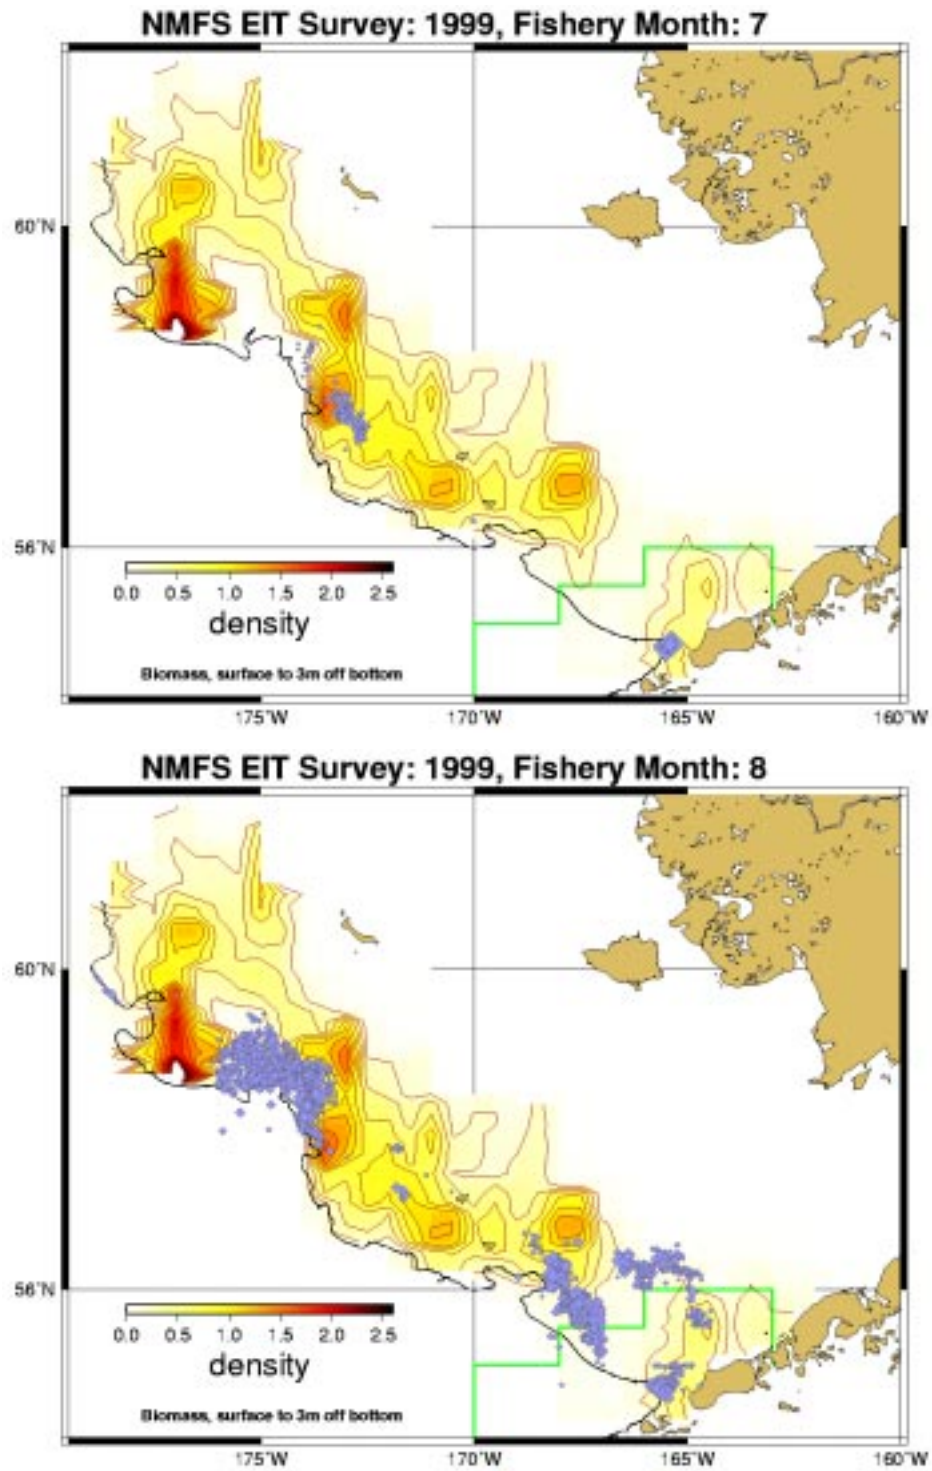 NMFS EIT Survey: 1999, Fishery Month: 7
60˚N
56˚N
0.0 0.5 1.0 1.5 2.0 2.5
density
Biomass, surface to 3m off bottom
175˚W 170˚W 165˚W 160˚W
NMFS EIT Survey: 1999, Fishery Month: 8
60˚N
56˚N
0.0 0.5 1.0 1.5 2.0 2.5
density
Biomass, surface to 3m off bottom
175˚W 170˚W 165˚W 160˚W